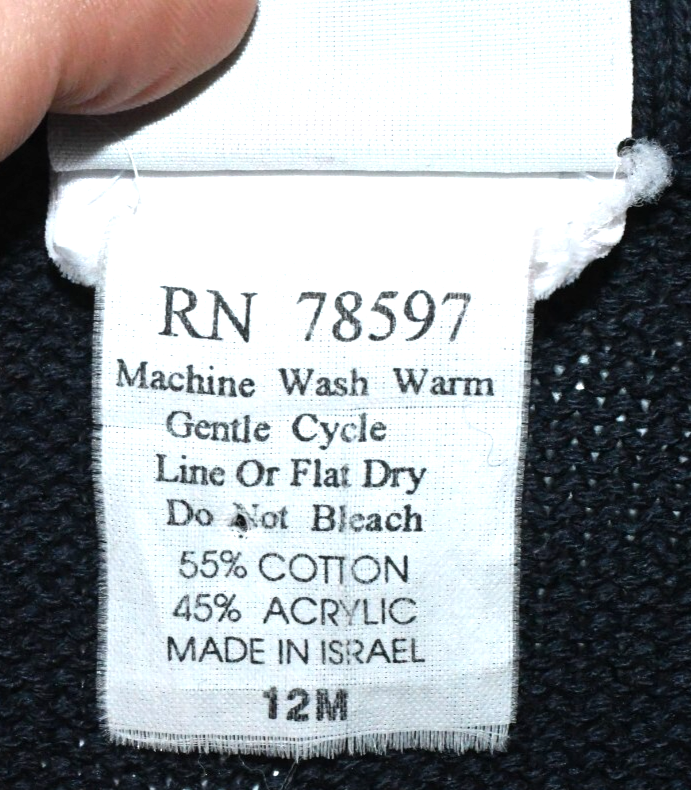 RN 78597
Machine Wash Warm
Gentle Cycle
Line Or Flat Dry
Do Not Bleach
55% COTTON
45% ACRYLIC
MADE IN ISRAEL
12M